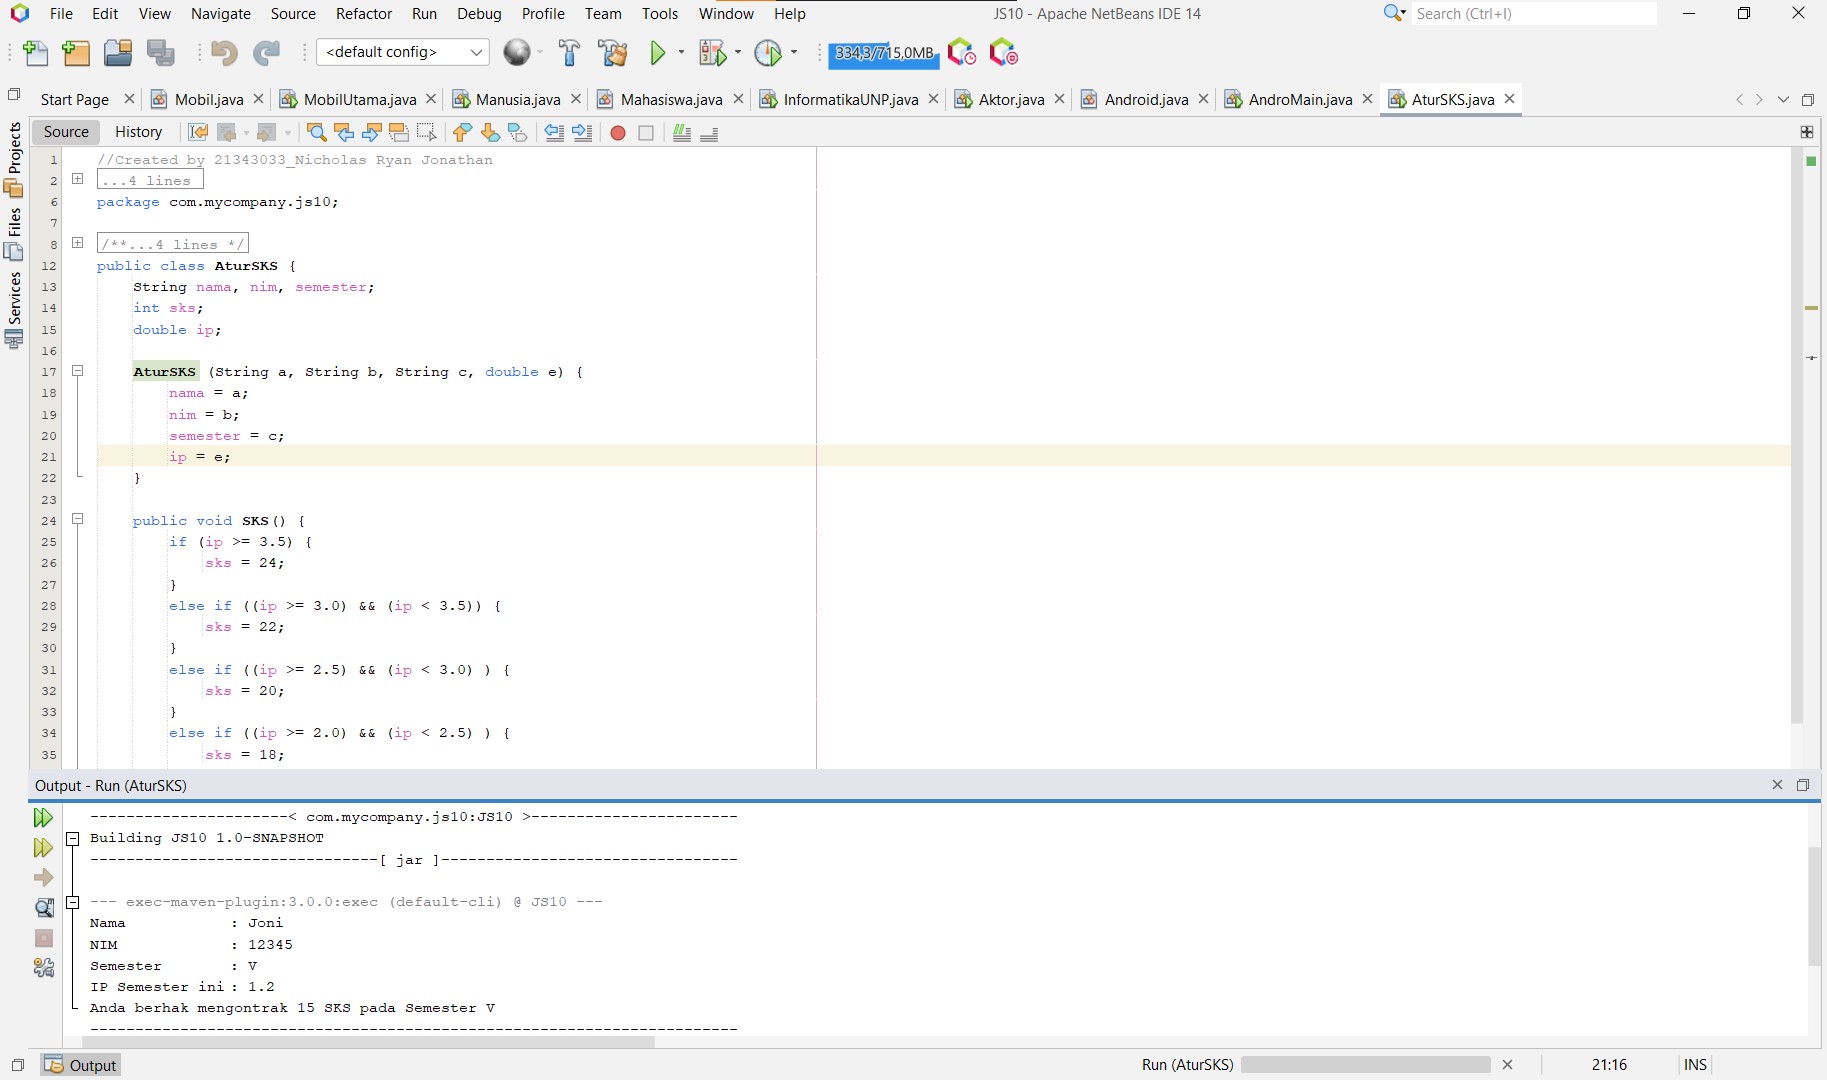 File Edit View Navigate Source Refactor Run Debug Profile Team Tools Window Help JS10 - Apache NetBeans IDE 14 Search (Ctrl+I)
<default config> 334,3/715,0MB
Start Page Mobil.java MobilUtama.java Manusia.java Mahasiswa.java InformatikaUNP.java Aktor.java Android.java AndroMain.java AturSKS.java
Source History
Projects
Files
Services
1 //Created by 21343033_Nicholas Ryan Jonathan
2 ...4 lines
6 package com.mycompany.js10;
7
8 /**...4 lines */
12 public class AturSKS {
13 String nama, nim, semester;
14 int sks;
15 double ip;
16
17 AturSKS (String a, String b, String c, double e) {
18 nama = a;
19 nim = b;
20 semester = c;
21 ip = e;
22 }
23
24 public void SKS() {
25 if (ip >= 3.5) {
26 sks = 24;
27 }
28 else if ((ip >= 3.0) && (ip < 3.5)) {
29 sks = 22;
30 }
31 else if ((ip >= 2.5) && (ip < 3.0) ) {
32 sks = 20;
33 }
34 else if ((ip >= 2.0) && (ip < 2.5) ) {
35 sks = 18;
Output - Run (AturSKS)
----------------------< com.mycompany.js10:JS10 >-----------------------
Building JS10 1.0-SNAPSHOT
--------------------------------[ jar ]---------------------------------
--- exec-maven-plugin:3.0.0:exec (default-cli) @ JS10 ---
Nama : Joni
NIM : 12345
Semester : V
IP Semester ini : 1.2
Anda berhak mengontrak 15 SKS pada Semester V
------------------------------------------------------------------------
Output Run (AturSKS) 21:16 INS